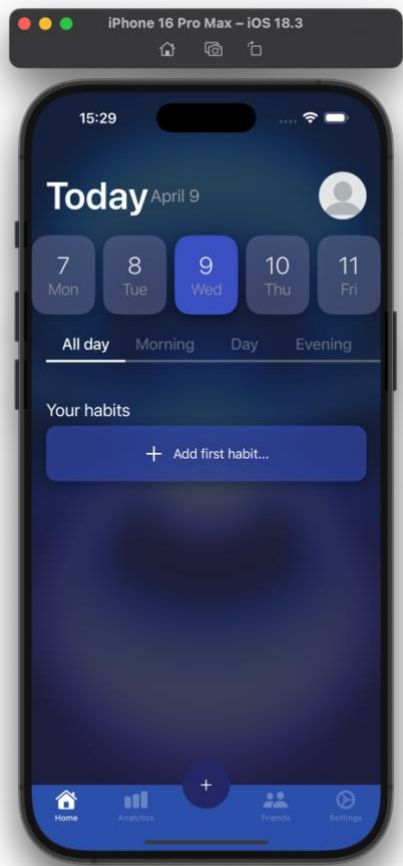 iPhone 16 Pro Max – iOS 18.3
15:29
Today April 9
7 8 9 10 11
Mon Tue Wed Thu Fri
All day Morning Day Evening
Your habits
+ Add first habit...
+
Home Analytics Friends Settings